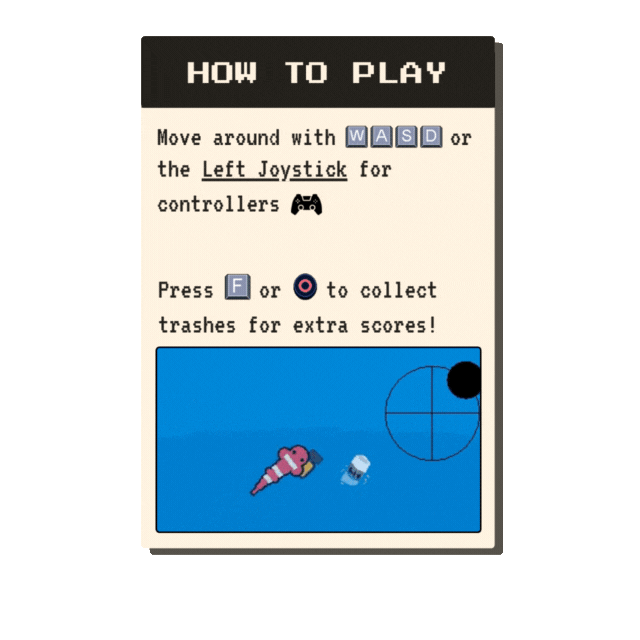 HOW TO PLAY
Move around with W A S D or
the Left Joystick for
controllers
Press F or to collect
trashes for extra scores!